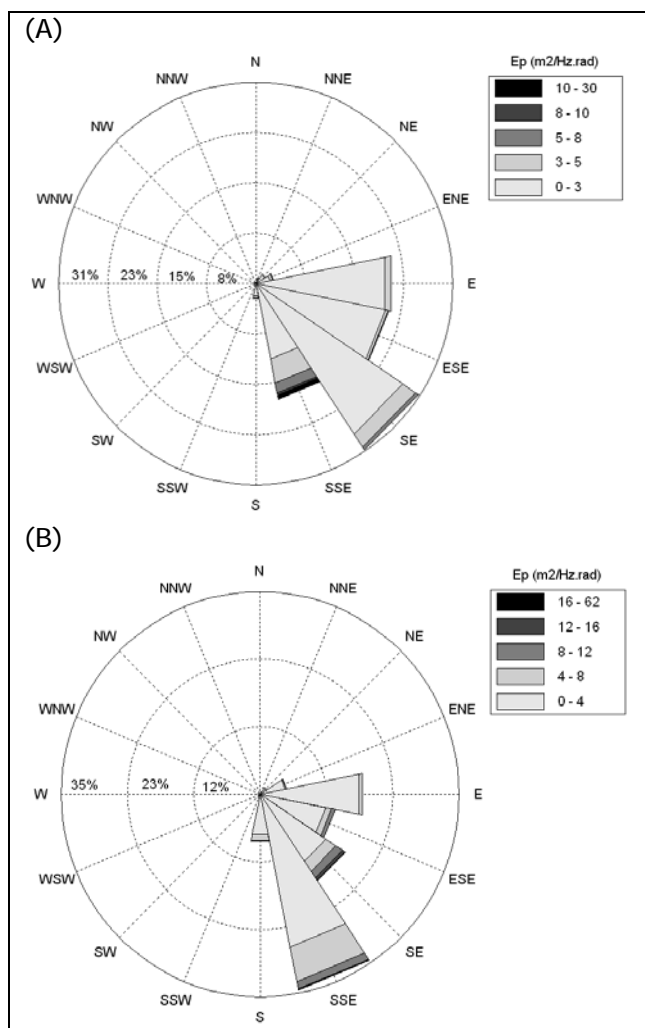 (A)
N
NNW
NNE
NW
NE
WNW
ENE
31% 23% 15% 8%
W
E
WSW
ESE
SW
SE
SSW
SSE
S
Ep (m2/Hz.rad)
10 - 30
8 - 10
5 - 8
3 - 5
0 - 3
(B)
N
NNW
NNE
NW
NE
WNW
ENE
35% 23% 12%
W
E
WSW
ESE
SW
SE
SSW
SSE
S
Ep (m2/Hz.rad)
16 - 62
12 - 16
8 - 12
4 - 8
0 - 4